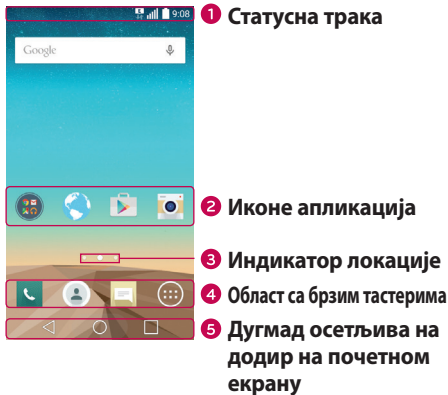 9:08
1 Статусна трака
Google
2 Иконе апликација
3 Индикатор локације
4 Област са брзим тастерима
5 Дугмад осетљива на
додир на почетном
екрану